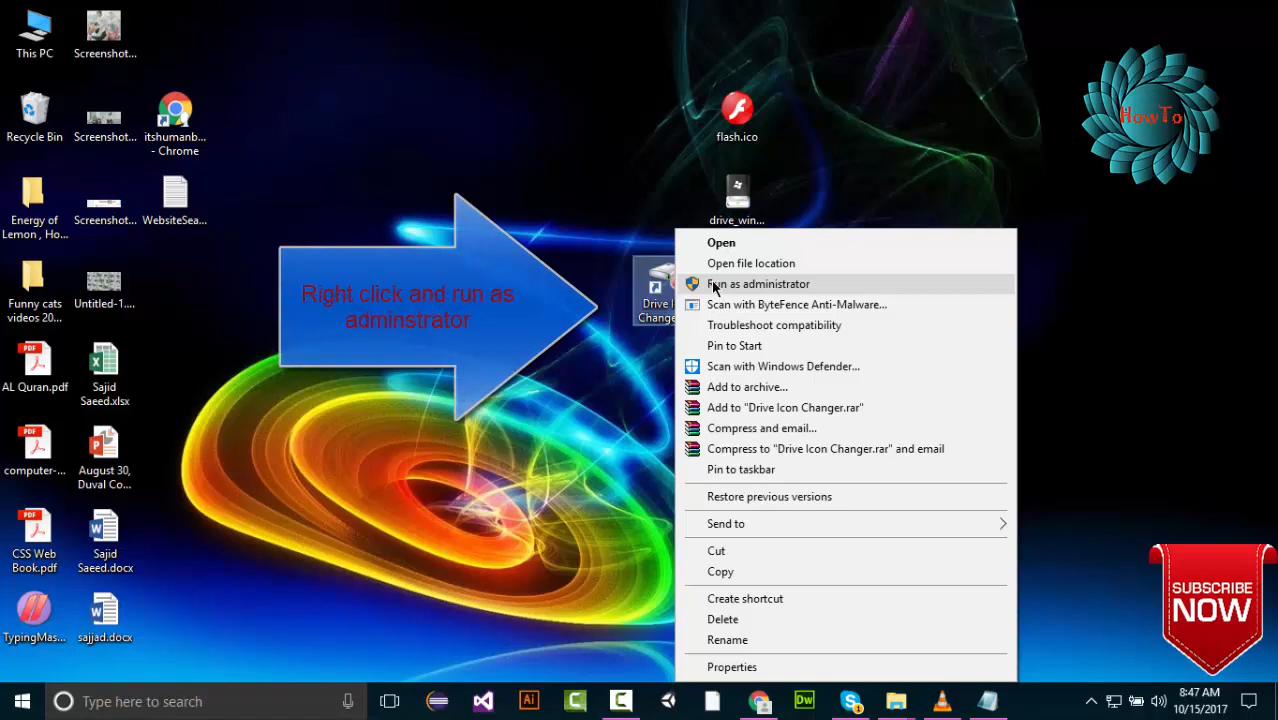 This PC
Screenshot...
Recycle Bin
Screenshot...
itshumanb...
- Chrome
Energy of
Lemon , Ho...
Screenshot...
WebsiteSea...
Funny cats
videos 20...
Untitled-1....
AL Quran.pdf
Sajid
Saeed.xlsx
computer-...
August 30,
Duval Co...
CSS Web
Book.pdf
Sajid
Saeed.docx
TypingMas...
sajjad.docx
flash.ico
drive_win...
HowTo
Right click and run as
adminstrator
Drive I
Change
Open
Open file location
Run as administrator
Scan with ByteFence Anti-Malware...
Troubleshoot compatibility
Pin to Start
Scan with Windows Defender...
Add to archive...
Add to "Drive Icon Changer.rar"
Compress and email...
Compress to "Drive Icon Changer.rar" and email
Pin to taskbar
Restore previous versions
Send to
Cut
Copy
Create shortcut
Delete
Rename
Properties
SUBSCRIBE
NOW
Type here to search
Ai
C
C
Dw
S
1
8:47 AM
10/15/2017